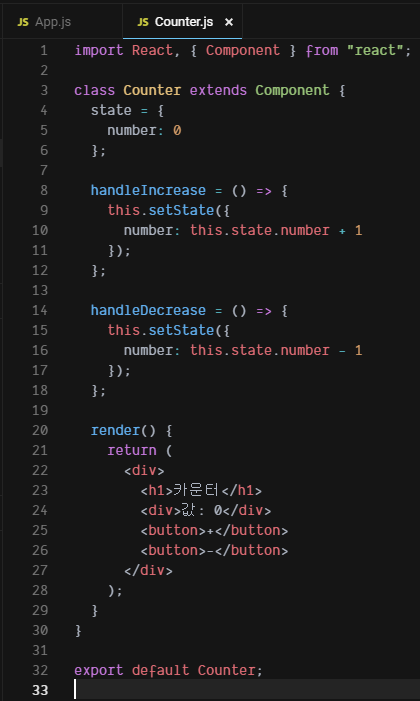 JS App.js JS Counter.js ×
1 import React, { Component } from "react";
2
3 class Counter extends Component {
4   state = {
5     number: 0
6   };
7
8   handleIncrease = () => {
9     this.setState({
10       number: this.state.number + 1
11     });
12   };
13
14   handleDecrease = () => {
15     this.setState({
16       number: this.state.number - 1
17     });
18   };
19
20   render() {
21     return (
22       <div>
23         <h1>카운터</h1>
24         <div>값: 0</div>
25         <button>+</button>
26         <button>-</button>
27       </div>
28     );
29   }
30 }
31
32 export default Counter;
33